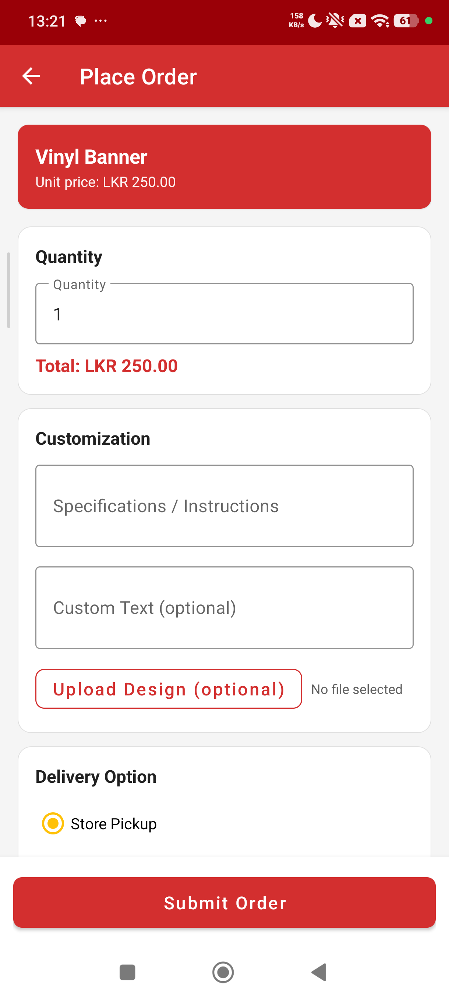 13:21
158
KB/s
61
Place Order
Vinyl Banner
Unit price: LKR 250.00
Quantity
Quantity
1
Total: LKR 250.00
Customization
Specifications / Instructions
Custom Text (optional)
Upload Design (optional) No file selected
Delivery Option
Store Pickup
Submit Order